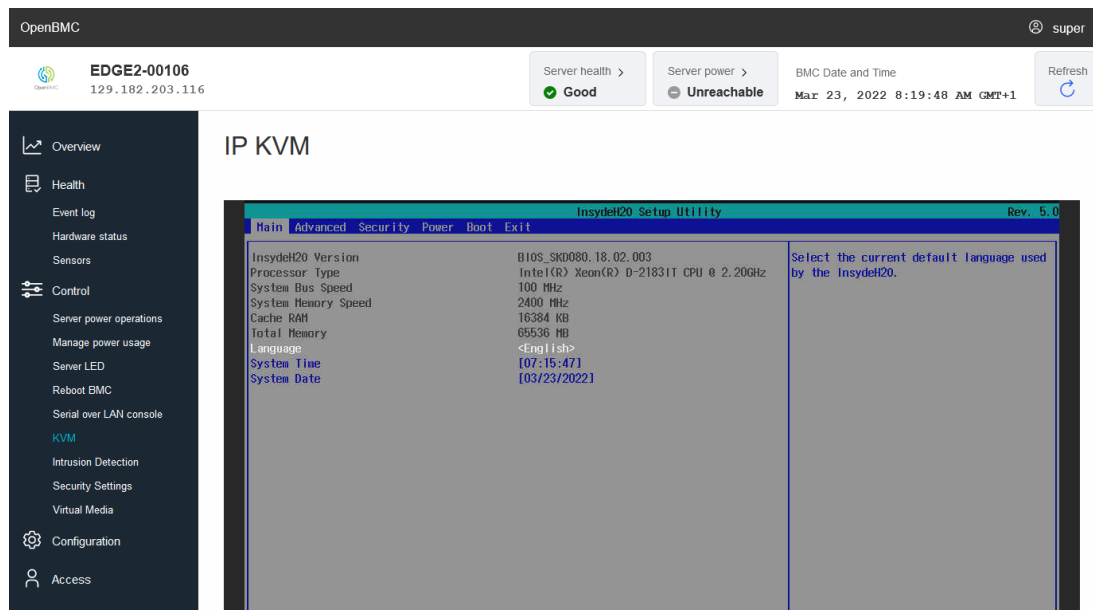 OpenBMC
super
EDGE2-00106
129.182.203.116
Server health >
Good
Server power >
Unreachable
BMC Date and Time
Mar 23, 2022 8:19:48 AM GMT+1
Refresh
Overview
Health
Event log
Hardware status
Sensors
Control
Server power operations
Manage power usage
Server LED
Reboot BMC
Serial over LAN console
KVM
Intrusion Detection
Security Settings
Virtual Media
Configuration
Access
IP KVM
InsydeH20 Setup Utility Rev. 5.0
Main Advanced Security Power Boot Exit
InsydeH20 Version BIOS_SKD080.18.02.003
Processor Type Intel(R) Xeon(R) D-2183IT CPU @ 2.20GHz
System Bus Speed 100 MHz
System Memory Speed 2400 MHz
Cache RAM 16384 KB
Total Memory 65536 MB
Language <English>
System Time [07:15:47]
System Date [03/23/2022]
Select the current default language used
by the InsydeH20.